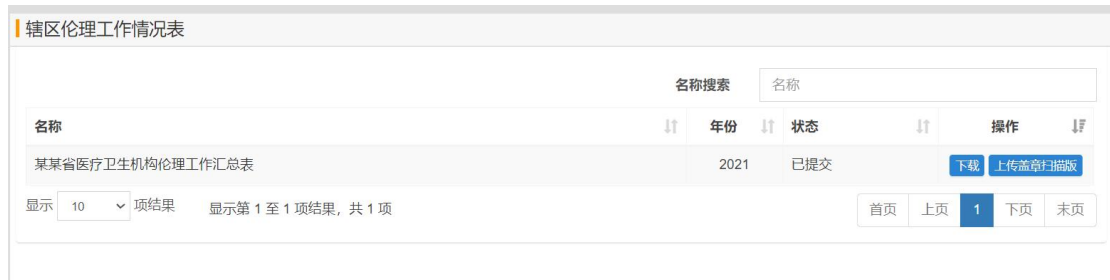 辖区伦理工作情况表
名称搜索 名称
名称 年份 状态 操作
某某省医疗卫生机构伦理工作汇总表 2021 已提交 下载 上传盖章扫描版
显示 10 项结果 显示第 1 至 1 项结果，共 1 项 首页 上页 1 下页 末页